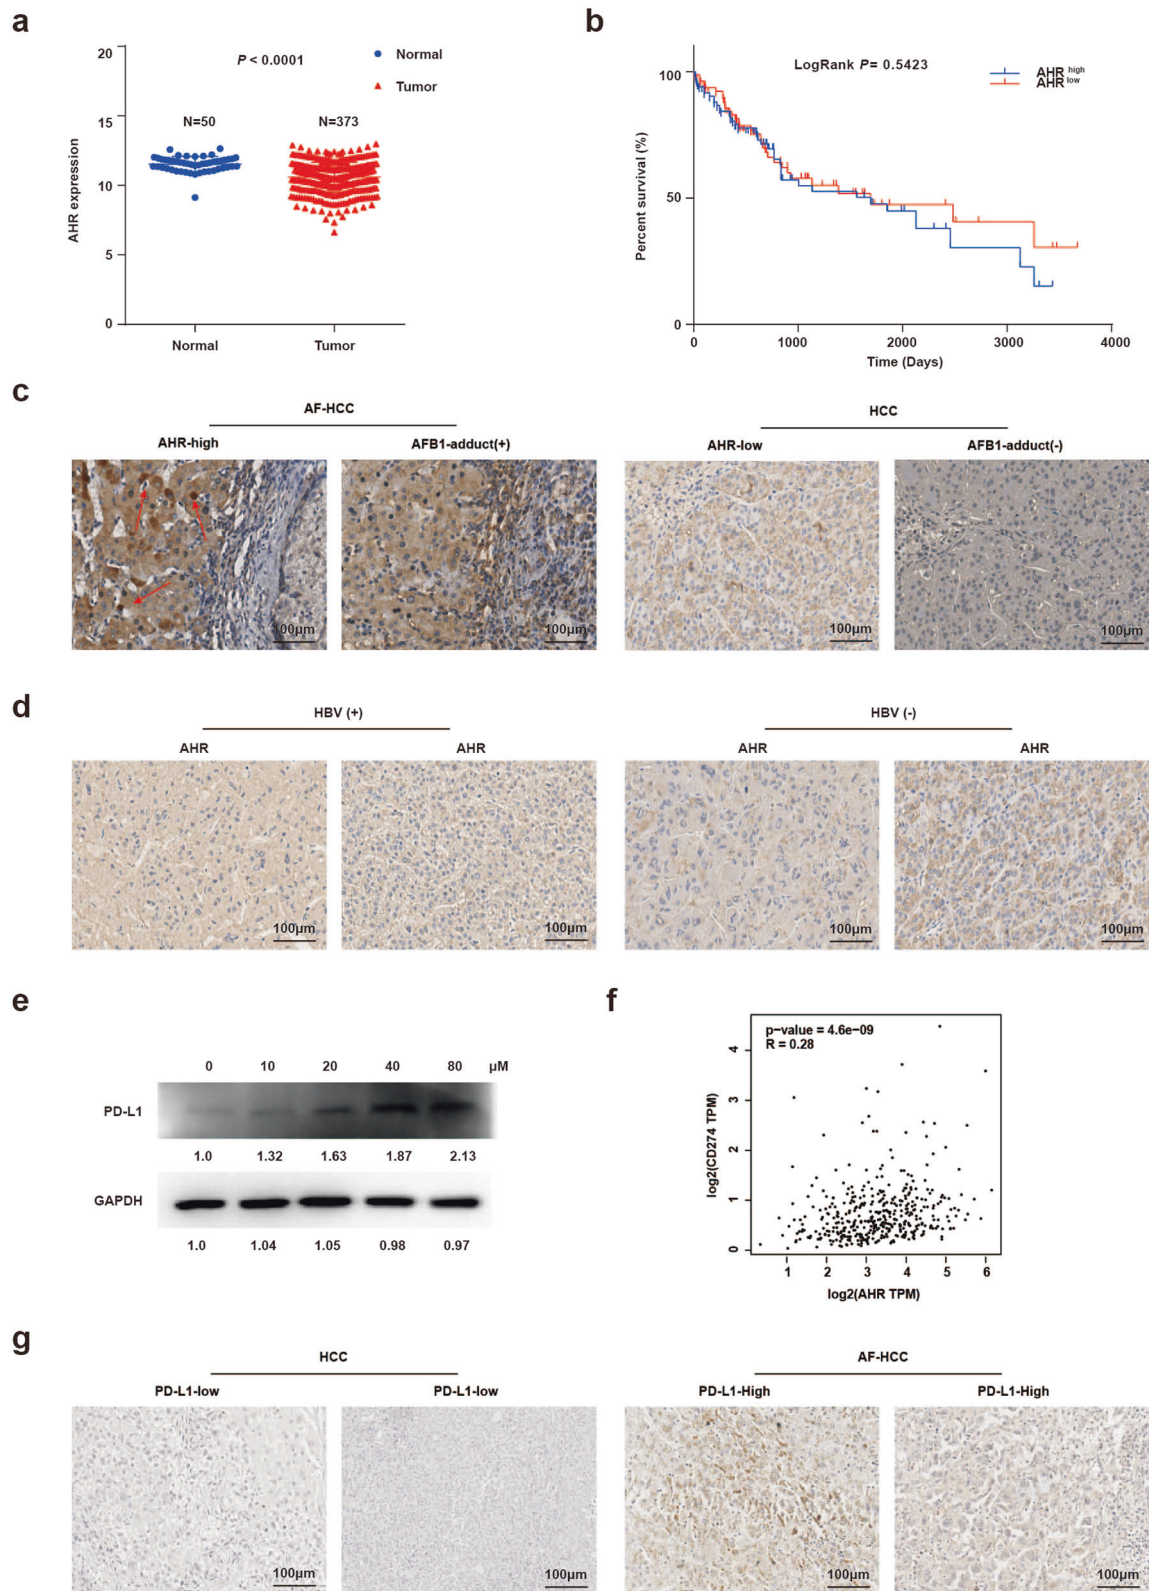 a
20
15
10
5
0
AHR expression
P < 0.0001
Normal
Tumor
N=50
N=373
Normal
Tumor
b
100
50
0
Percent survival (%)
LogRank P= 0.5423
AHR high
AHR low
0
1000
2000
3000
4000
Time (Days)
c
AF-HCC
AHR-high
AFB1-adduct(+)
100µm
100µm
HCC
AHR-low
AFB1-adduct(-)
100µm
100µm
d
HBV (+)
AHR
AHR
100µm
100µm
HBV (-)
AHR
AHR
100µm
100µm
e
0 10 20 40 80 µM
PD-L1
1.0 1.32 1.63 1.87 2.13
GAPDH
1.0 1.04 1.05 0.98 0.97
f
p-value = 4.6e-09
R = 0.28
4
3
2
1
0
log2(CD274 TPM)
1 2 3 4 5 6
log2(AHR TPM)
g
HCC
PD-L1-low
PD-L1-low
100µm
100µm
AF-HCC
PD-L1-High
PD-L1-High
100µm
100µm